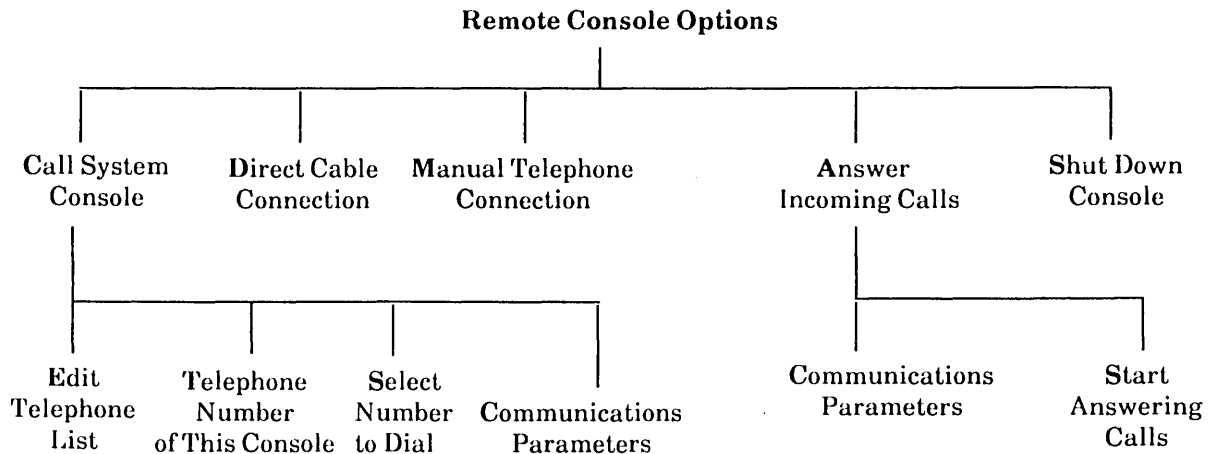 Remote Console Options
Call System
Console
Direct Cable
Connection
Manual Telephone
Connection
Answer
Incoming Calls
Shut Down
Console
Edit
Telephone
List
Telephone
Number
of This Console
Select
Number
to Dial
Communications
Parameters
Communications
Parameters
Start
Answering
Calls